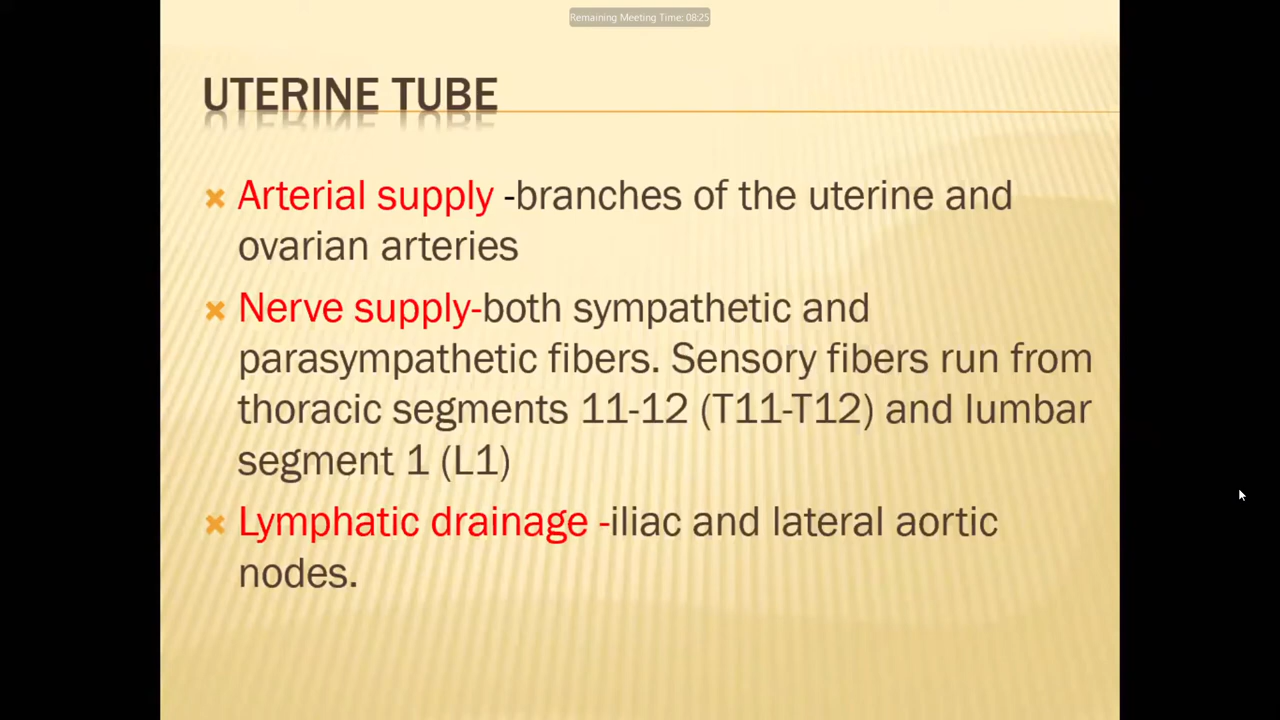 Remaining Meeting Time: 08:25
UTERINE TUBE
Arterial supply -branches of the uterine and
ovarian arteries
Nerve supply-both sympathetic and
parasympathetic fibers. Sensory fibers run from
thoracic segments 11-12 (T11-T12) and lumbar
segment 1 (L1)
Lymphatic drainage -iliac and lateral aortic
nodes.